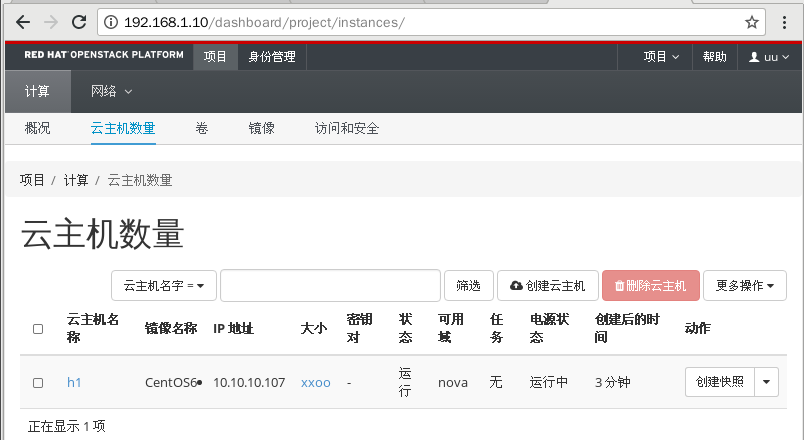 192.168.1.10/dashboard/project/instances/
RED HAT OPENSTACK PLATFORM 项目 身份管理 项目 帮助 uu
计算 网络
概况 云主机数量 卷 镜像 访问和安全
项目 / 计算 / 云主机数量
云主机数量
云主机名字 = 筛选 创建云主机 删除云主机 更多操作
云主机名称 镜像名称 IP 地址 大小 密钥对 状态 可用域 任务 电源状态 创建后的时间 动作
h1 CentOS6 10.10.10.107 xxoo - 运行 nova 无 运行中 3 分钟 创建快照
正在显示 1 项